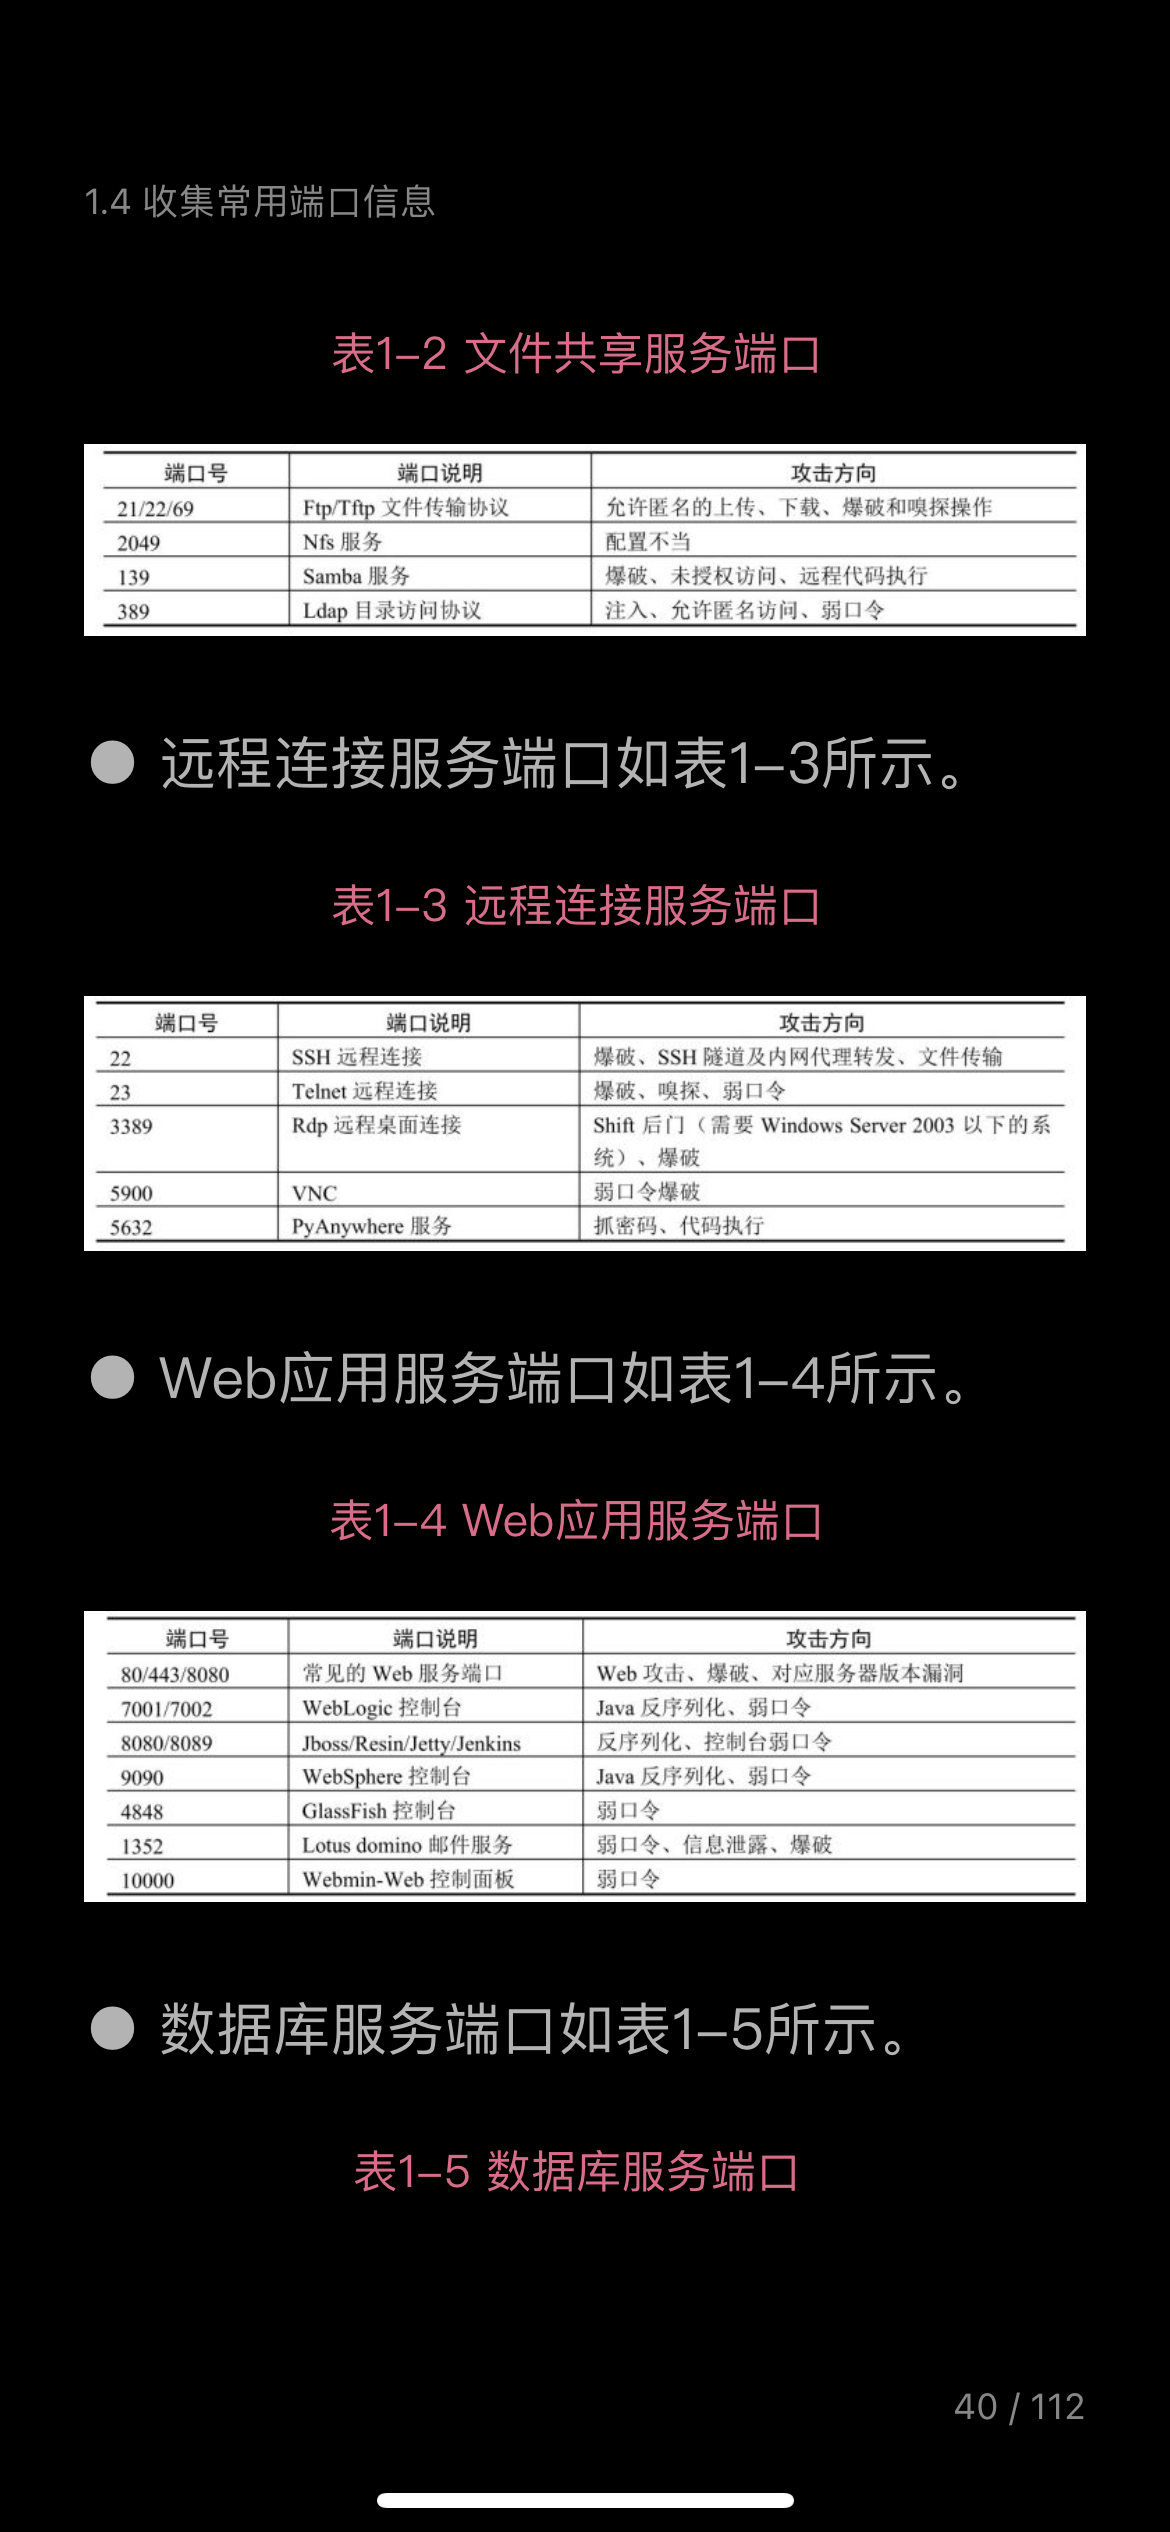 1.4 收集常用端口信息
表1-2 文件共享服务端口
端口号 端口说明 攻击方向
21/22/69 Ftp/Tftp 文件传输协议 允许匿名的上传、下载、爆破和嗅探操作
2049 Nfs 服务 配置不当
139 Samba 服务 爆破、未授权访问、远程代码执行
389 Ldap 目录访问协议 注入、允许匿名访问、弱口令
● 远程连接服务端口如表1-3所示。
表1-3 远程连接服务端口
端口号 端口说明 攻击方向
22 SSH 远程连接 爆破、SSH 隧道及内网代理转发、文件传输
23 Telnet 远程连接 爆破、嗅探、弱口令
3389 Rdp 远程桌面连接 Shift 后门（需要 Windows Server 2003 以下的系
统）、爆破
5900 VNC 弱口令爆破
5632 PyAnywhere 服务 抓密码、代码执行
● Web应用服务端口如表1-4所示。
表1-4 Web应用服务端口
端口号 端口说明 攻击方向
80/443/8080 常见的 Web 服务端口 Web 攻击、爆破、对应服务器版本漏洞
7001/7002 WebLogic 控制台 Java 反序列化、弱口令
8080/8089 Jboss/Resin/Jetty/Jenkins 反序列化、控制台弱口令
9090 WebSphere 控制台 Java 反序列化、弱口令
4848 GlassFish 控制台 弱口令
1352 Lotus domino 邮件服务 弱口令、信息泄露、爆破
10000 Webmin-Web 控制面板 弱口令
● 数据库服务端口如表1-5所示。
表1-5 数据库服务端口
40 / 112